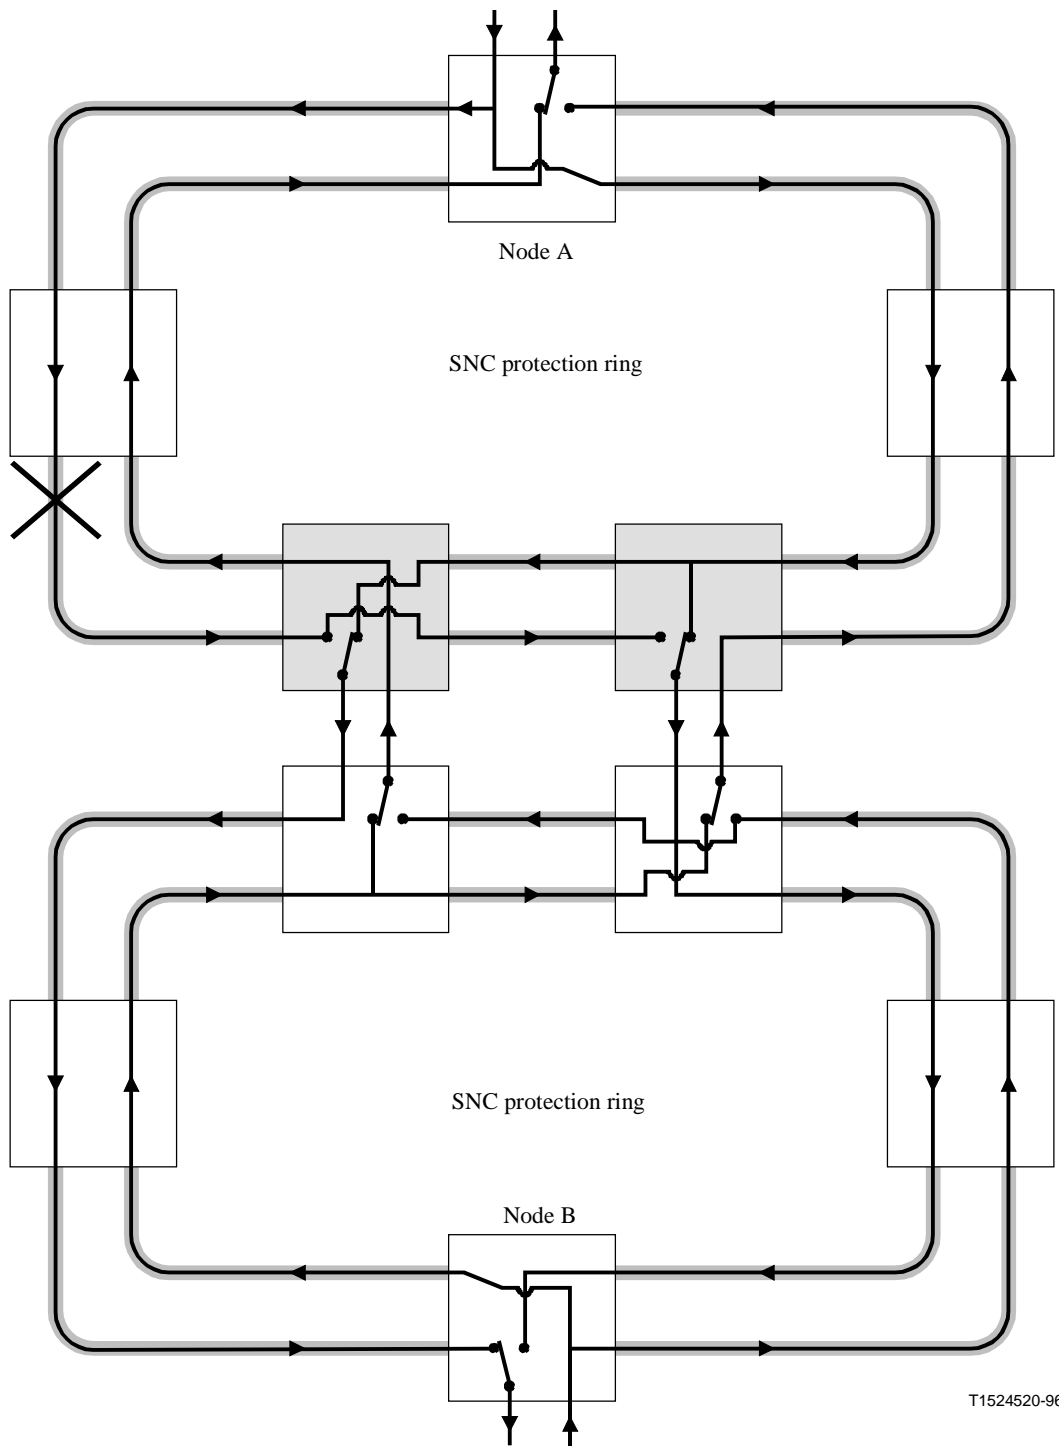 Node A
SNC protection ring
SNC protection ring
Node B
T1524520-96